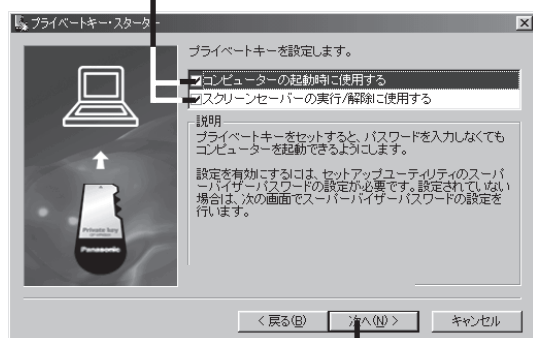 プライベートキー・スターター
プライベートキーを設定します。
コンピューターの起動時に使用する
スクリーンセーバーの実行/解除に使用する
説明
プライベートキーをセットすると、パスワードを入力しなくても
コンピューターを起動できるようにします。
設定を有効にするには、セットアップユーティリティのスーパ
ーバイザーパスワードの設定が必要です。設定されていない
場合は、次の画面でスーパーバイザーパスワードの設定を
行います。
Private key
Panasonic
< 戻る(B)
次へ(N) >
キャンセル